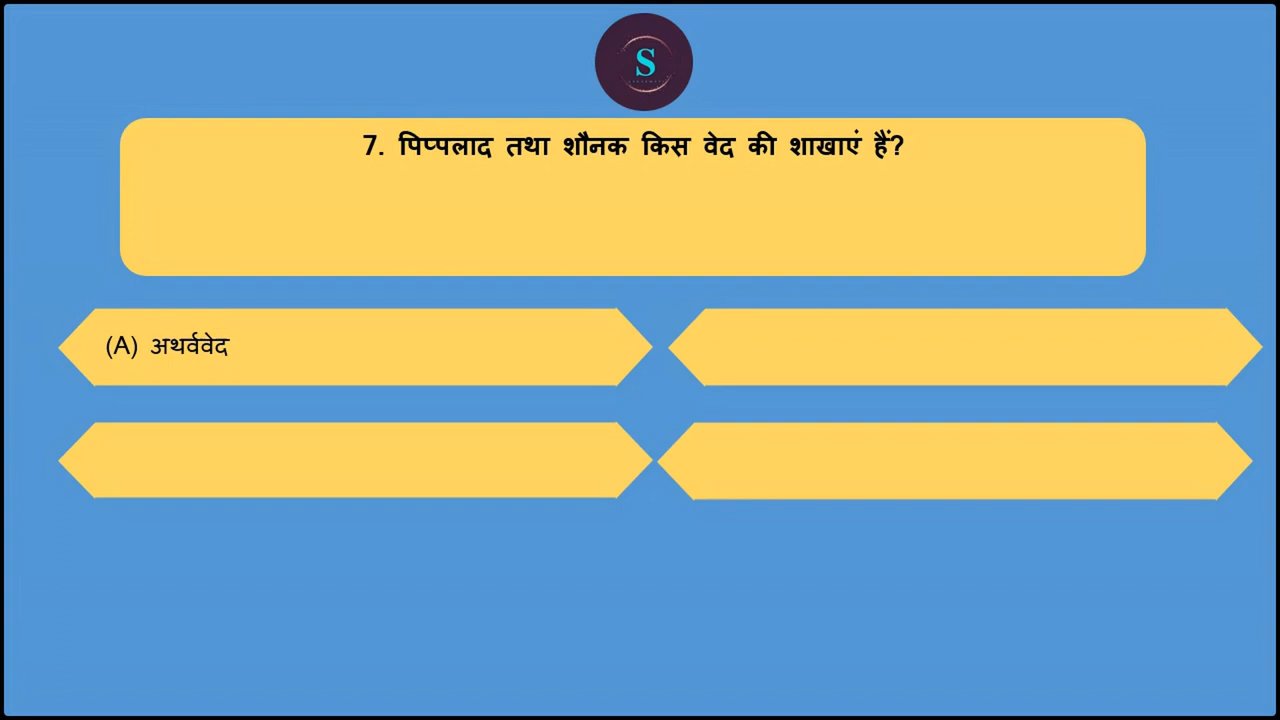 S
7. पिप्पलाद तथा शौनक किस वेद की शाखाएं हैं?
(A) अथर्ववेद